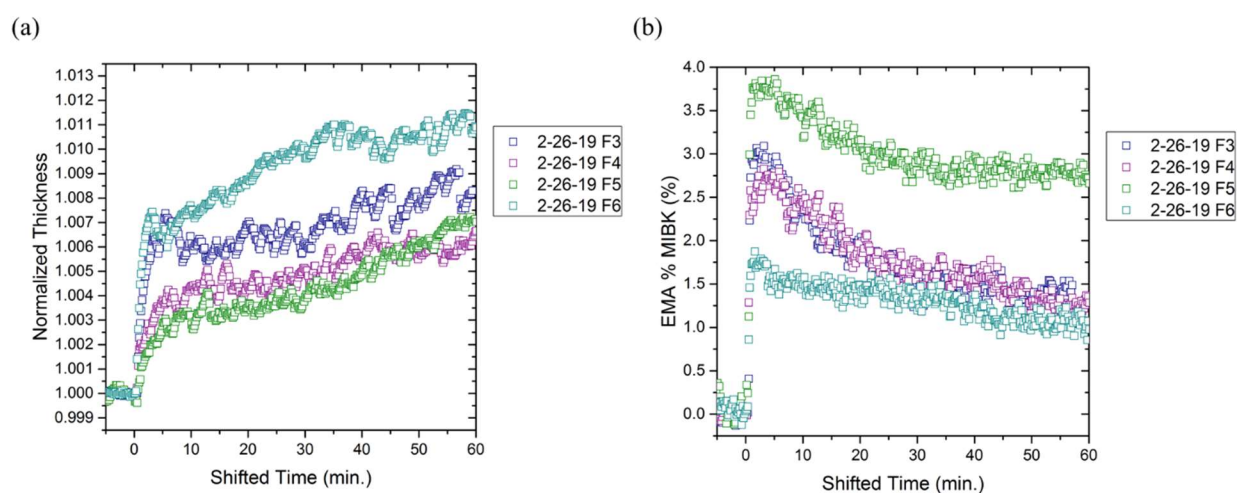 (a)
(b)
1.013
1.012
1.011
1.010
1.009
1.008
1.007
1.006
1.005
1.004
1.003
1.002
1.001
1.000
0.999
Normalized Thickness
0 10 20 30 40 50 60
Shifted Time (min.)
2-26-19 F3
2-26-19 F4
2-26-19 F5
2-26-19 F6
4.0
3.5
3.0
2.5
2.0
1.5
1.0
0.5
0.0
EMA % MIBK (%)
0 10 20 30 40 50 60
Shifted Time (min.)
2-26-19 F3
2-26-19 F4
2-26-19 F5
2-26-19 F6